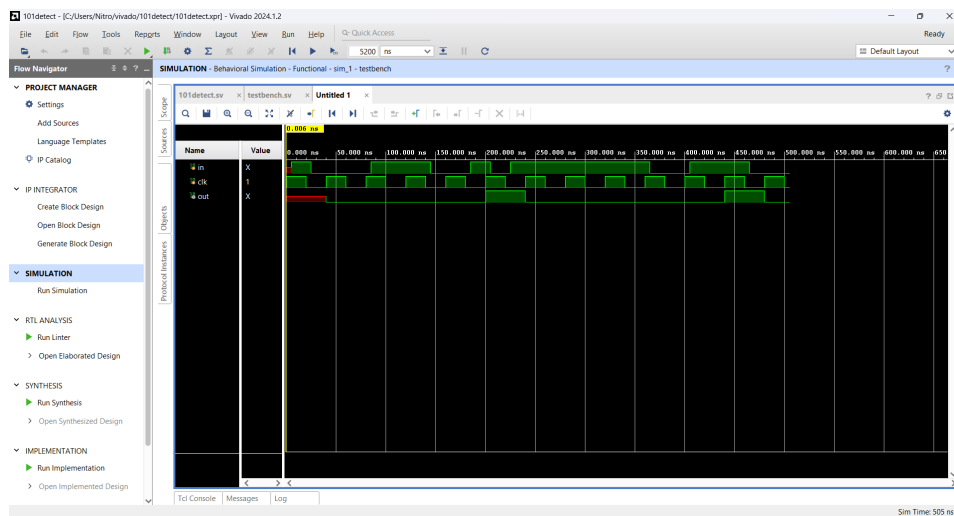 101detect - [C:/Users/Nitro/vivado/101detect/101detect.xpr] - Vivado 2024.1.2
File Edit Flow Tools Reports Window Layout View Run Help Q- Quick Access Ready
5200 ns Default Layout
Flow Navigator SIMULATION - Behavioral Simulation - Functional - sim_1 - testbench
PROJECT MANAGER
Settings
Add Sources
Language Templates
IP Catalog
IP INTEGRATOR
Create Block Design
Open Block Design
Generate Block Design
SIMULATION
Run Simulation
RTL ANALYSIS
Run Linter
Open Elaborated Design
SYNTHESIS
Run Synthesis
Open Synthesized Design
IMPLEMENTATION
Run Implementation
Open Implemented Design
Scope
Sources
Objects
Protocol Instances
101detect.sv testbench.sv Untitled 1
0.006 ns
Name Value 0.000 ns 50.000 ns 100.000 ns 150.000 ns 200.000 ns 250.000 ns 300.000 ns 350.000 ns 400.000 ns 450.000 ns 500.000 ns 550.000 ns 600.000 ns 650
in X
clk 1
out X
Tcl Console Messages Log
Sim Time: 505 ns